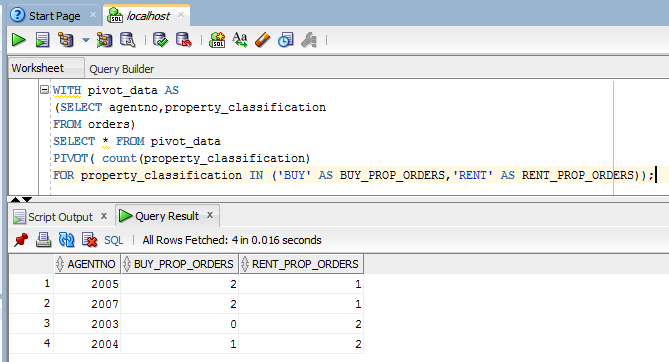 Start Page localhost
Worksheet Query Builder
WITH pivot_data AS
(SELECT agentno,property_classification
FROM orders)
SELECT * FROM pivot_data
PIVOT( count(property_classification)
FOR property_classification IN ('BUY' AS BUY_PROP_ORDERS,'RENT' AS RENT_PROP_ORDERS));
Script Output x Query Result x
SQL | All Rows Fetched: 4 in 0.016 seconds
AGENTNO BUY_PROP_ORDERS RENT_PROP_ORDERS
1 2005 2 1
2 2007 2 1
3 2003 0 2
4 2004 1 2